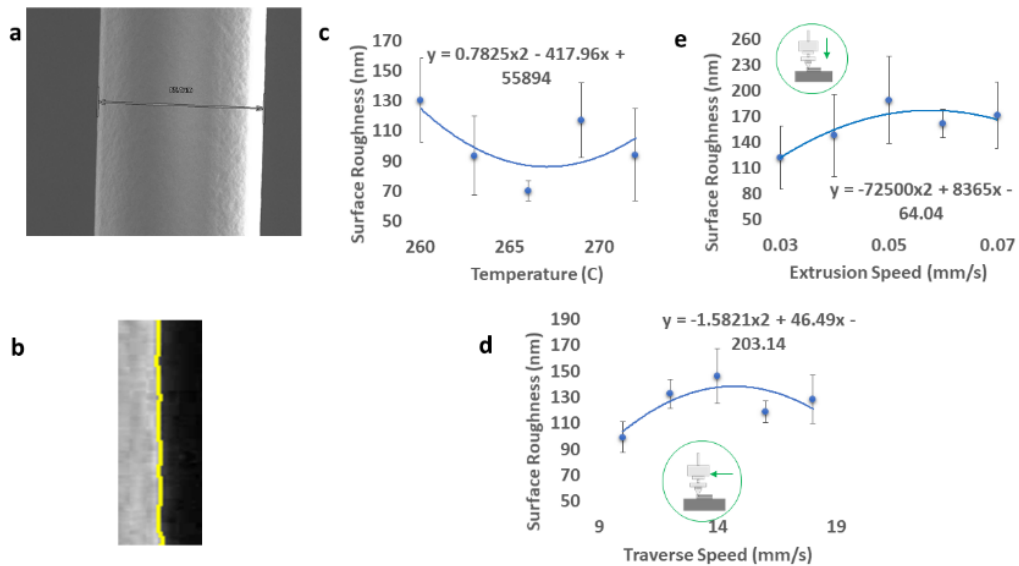 a
c
170
150
130
110
90
70
50
Surface Roughness (nm)
y = 0.7825x2 - 417.96x +
55894
260
265
270
Temperature (C)
e
260
230
200
170
140
110
80
50
Surface Roughness (nm)
y = -72500x2 + 8365x -
64.04
0.03
0.05
0.07
Extrusion Speed (mm/s)
b
d
190
170
150
130
110
90
70
50
Surface Roughness (nm)
y = -1.5821x2 + 46.49x -
203.14
9
14
19
Traverse Speed (mm/s)